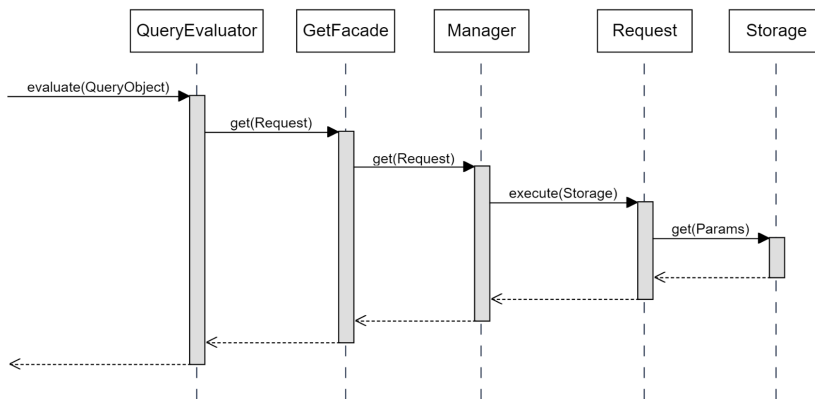 QueryEvaluator
GetFacade
Manager
Request
Storage
evaluate(QueryObject)
get(Request)
get(Request)
execute(Storage)
get(Params)